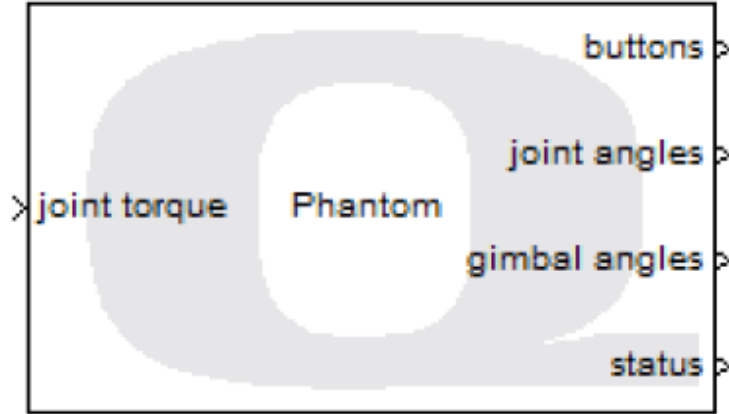 buttons
joint angles
joint torque
Phantom
gimbal angles
status